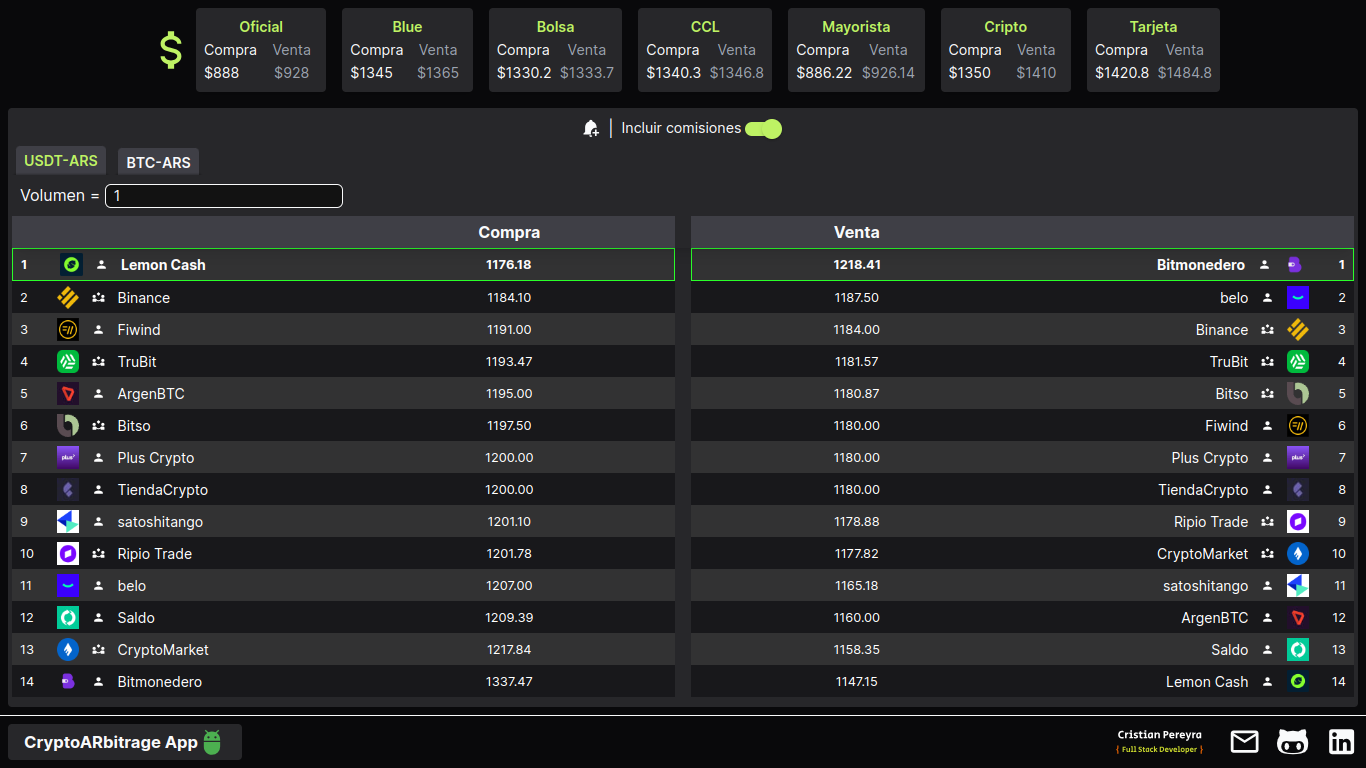 $ Oficial Blue Bolsa CCL Mayorista Cripto Tarjeta
Compra Venta Compra Venta Compra Venta Compra Venta Compra Venta Compra Venta Compra Venta
$888 $928 $1345 $1365 $1330.2 $1333.7 $1340.3 $1346.8 $886.22 $926.14 $1350 $1410 $1420.8 $1484.8
Incluir comisiones
USDT-ARS BTC-ARS
Volumen = 1
Compra Venta
1 Lemon Cash 1176.18 1218.41 Bitmonedero 1
2 Binance 1184.10 1187.50 belo 2
3 Fiwind 1191.00 1184.00 Binance 3
4 TruBit 1193.47 1181.57 TruBit 4
5 ArgenBTC 1195.00 1180.87 Bitso 5
6 Bitso 1197.50 1180.00 Fiwind 6
7 plus Plus Crypto 1200.00 1180.00 Plus Crypto plus 7
8 TiendaCrypto 1200.00 1180.00 TiendaCrypto 8
9 satoshitango 1201.10 1178.88 Ripio Trade 9
10 Ripio Trade 1201.78 1177.82 CryptoMarket 10
11 belo 1207.00 1165.18 satoshitango 11
12 Saldo 1209.39 1160.00 ArgenBTC 12
13 CryptoMarket 1217.84 1158.35 Saldo 13
14 Bitmonedero 1337.47 1147.15 Lemon Cash 14
CryptoARbitrage App
Cristian Pereyra
{ Full Stack Developer }
in